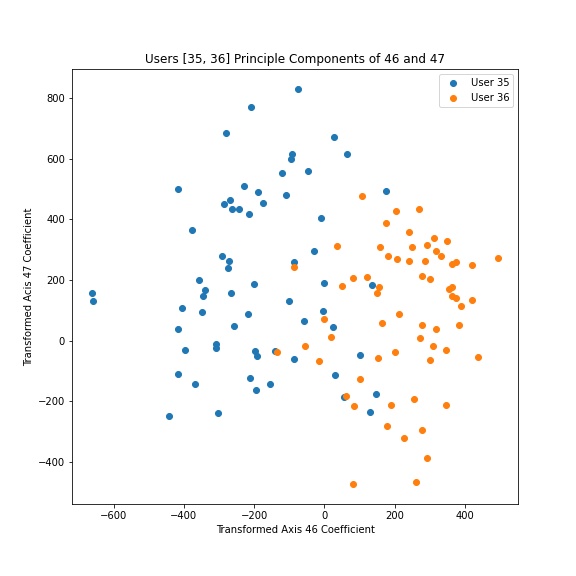 Users [35, 36] Principle Components of 46 and 47
User 35
User 36
Transformed Acis 47 Coefficient
800
600
400
200
0
−200
−400
−600 −400 −200 0 200 400
Transformed Axis 46 Coefficient